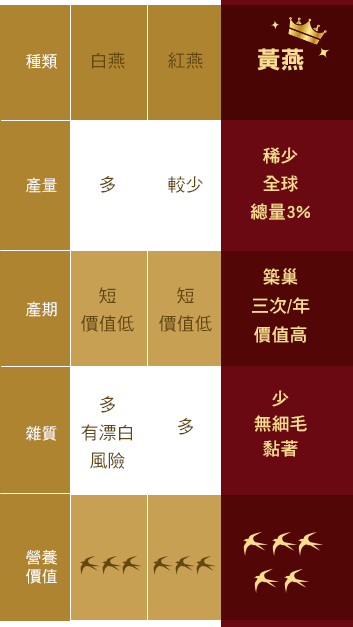 種類 白燕 紅燕 黃燕
產量 多 較少 稀少
全球
總量3%
產期 短 短 築巢
價值低 價值低 三次/年
價值高
雜質 多 多 少
有漂白 無細毛
風險 黏著
營養
價值